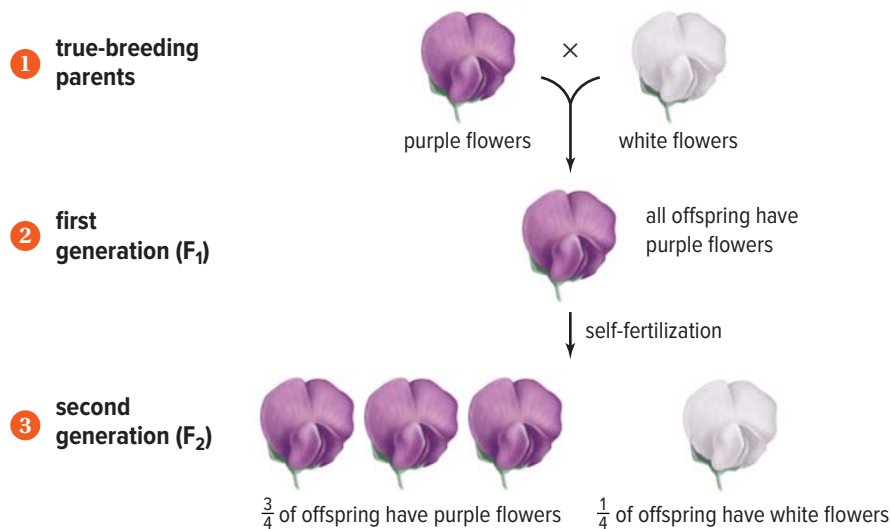 1 true-breeding
parents
×
purple flowers
white flowers
2 first
generation (F₁)
all offspring have
purple flowers
self-fertilization
3 second
generation (F₂)
3/4 of offspring have purple flowers
1/4 of offspring have white flowers